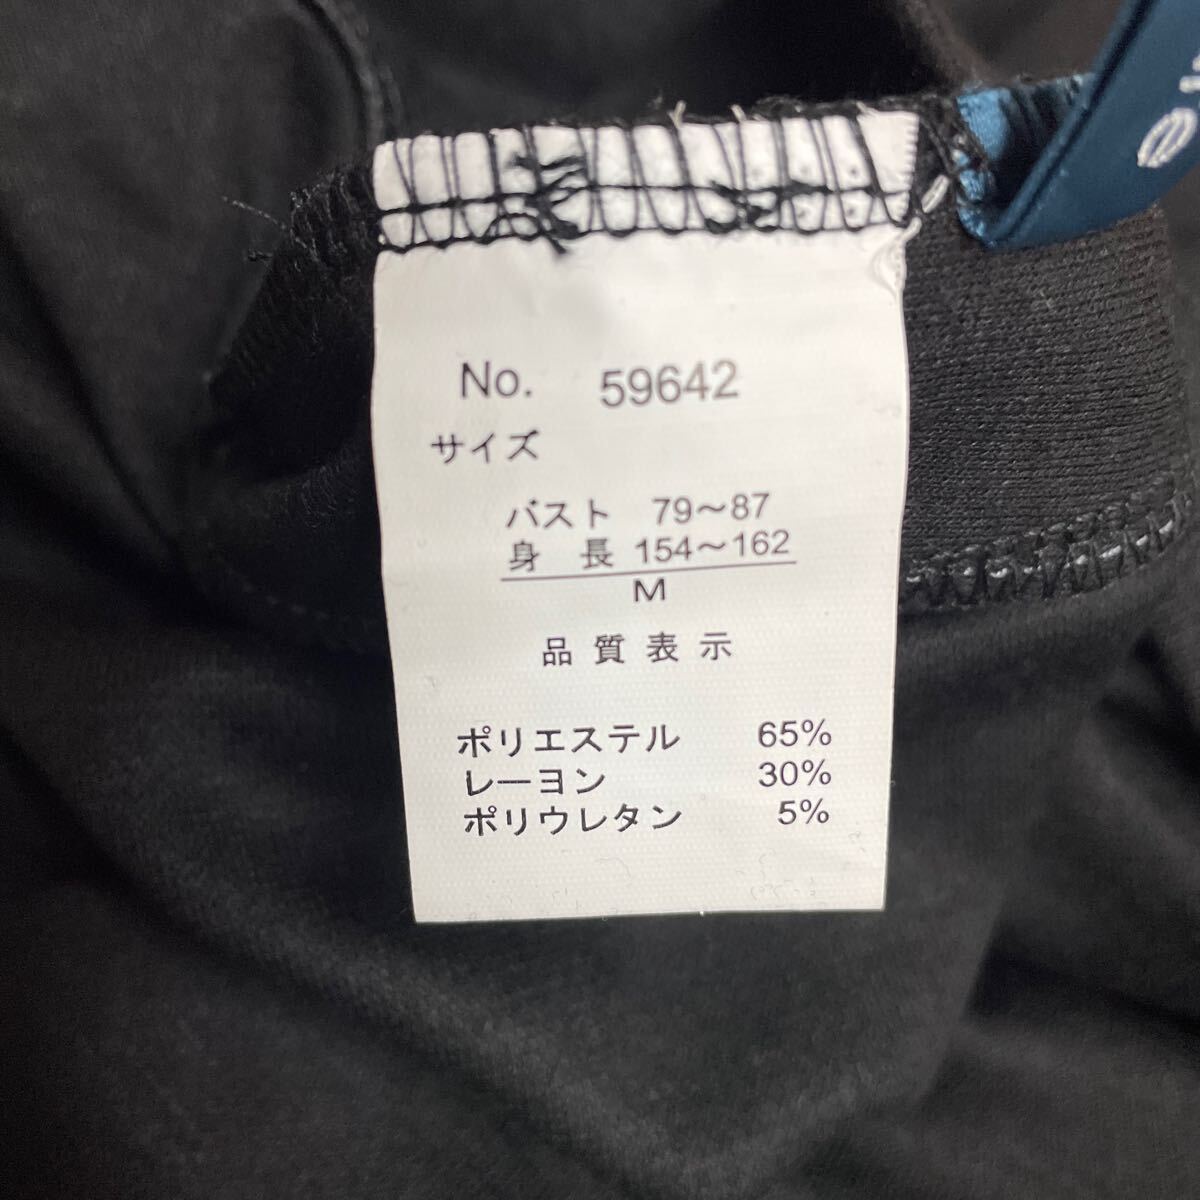 No. 59642
サイズ
バスト 79〜87
身 長 154〜162
M
品 質 表 示
ポリエステル 65%
レーヨン 30%
ポリウレタン 5%